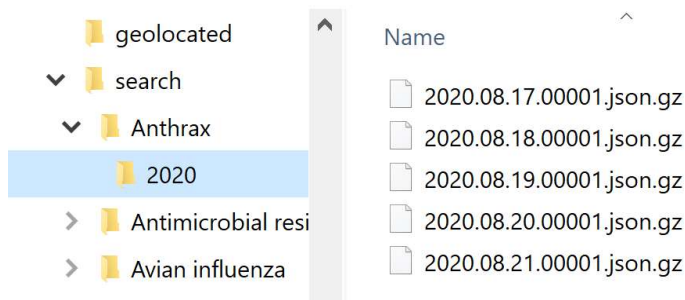 geolocated
search
Anthrax
2020
Antimicrobial resi
Avian influenza
Name
2020.08.17.00001.json.gz
2020.08.18.00001.json.gz
2020.08.19.00001.json.gz
2020.08.20.00001.json.gz
2020.08.21.00001.json.gz